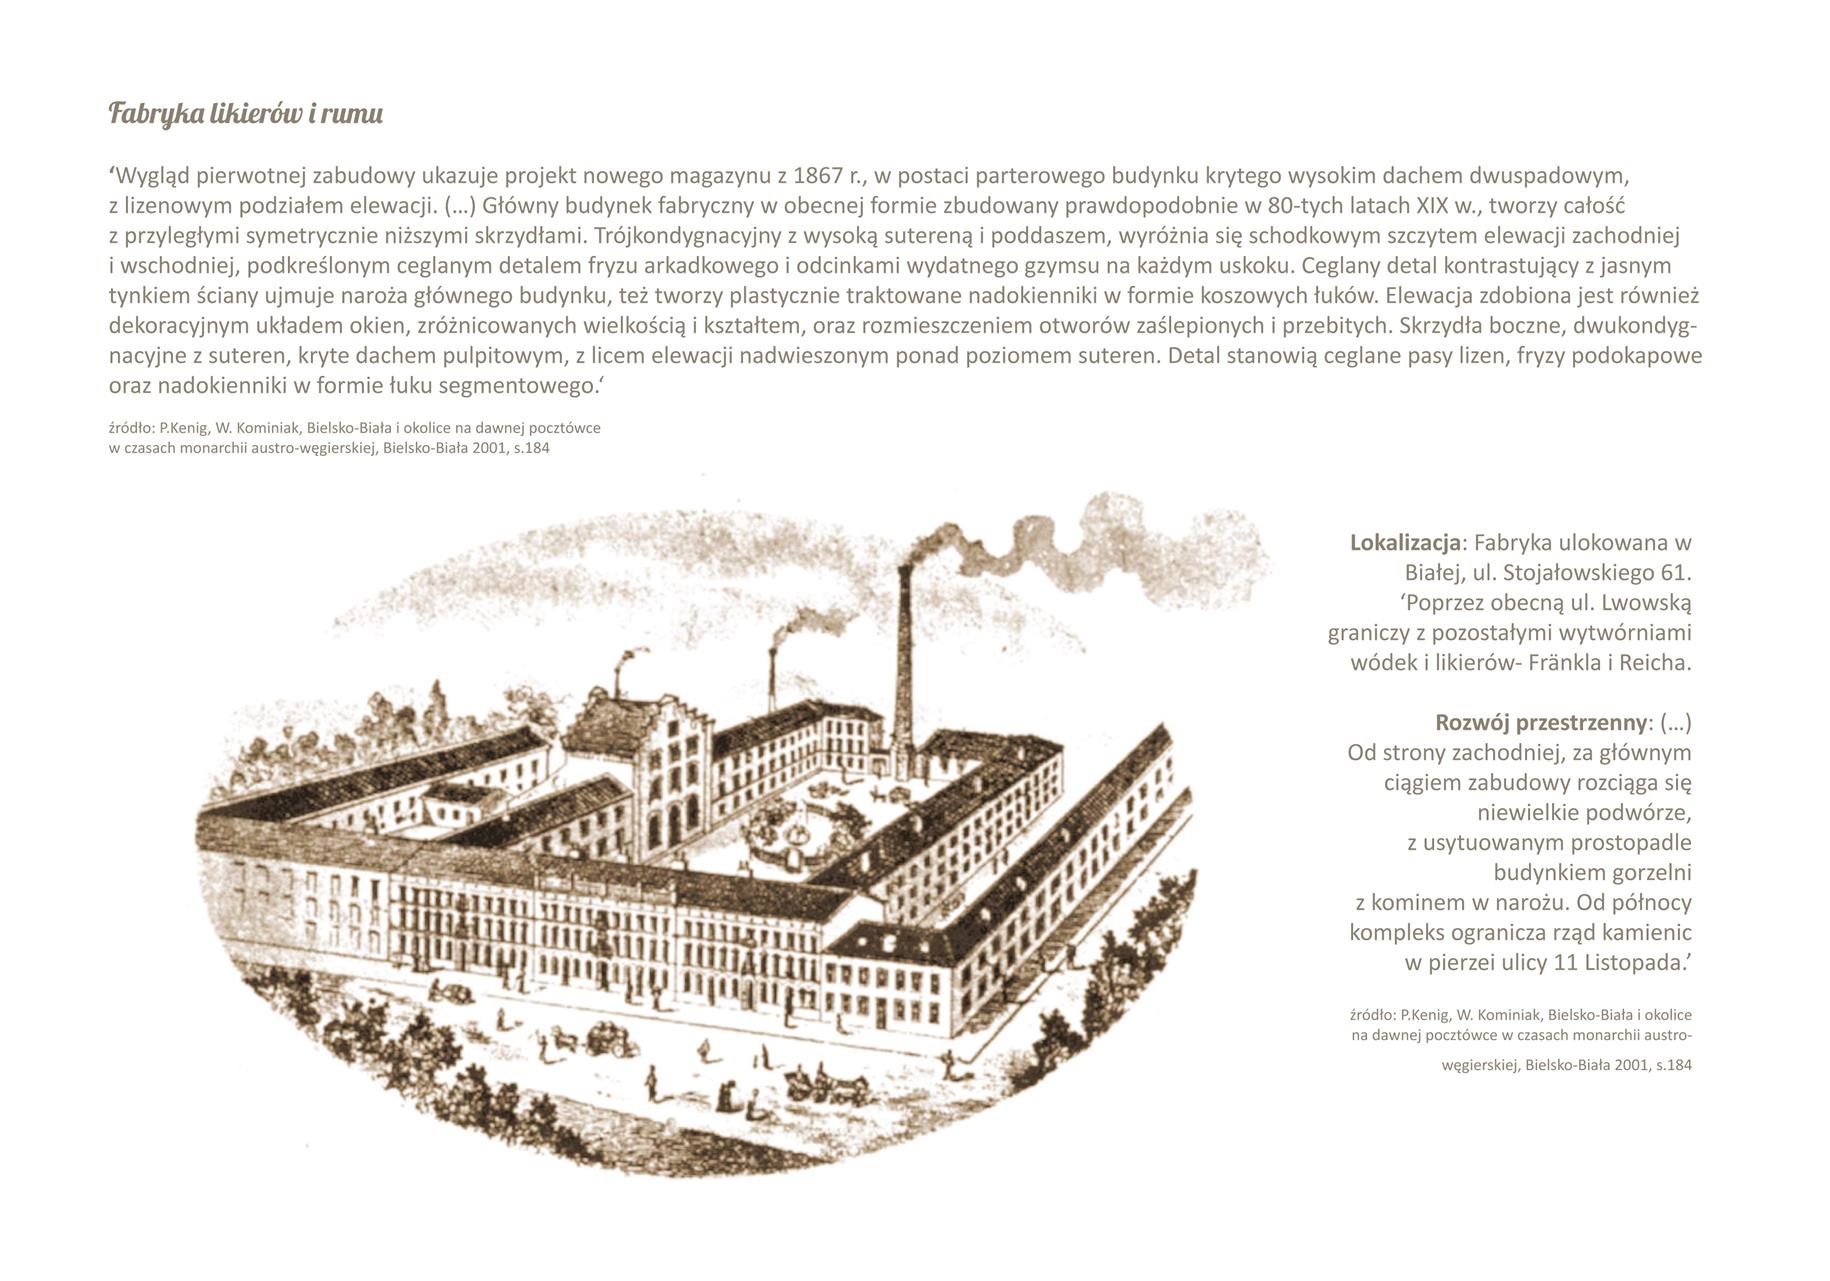 Fabryka likierów i rumu
‘Wygląd pierwotnej zabudowy ukazuje projekt nowego magazynu z 1867 r., w postaci parterowego budynku krytego wysokim dachem dwuspadowym,
z lizenowym podziałem elewacji. (...) Główny budynek fabryczny w obecnej formie zbudowany prawdopodobnie w 80-tych latach XIX w., tworzy całość
z przyległymi symetrycznie niższymi skrzydłami. Trójkondygnacyjny z wysoką sutereną i poddaszem, wyróżnia się schodkowym szczytem elewacji zachodniej
i wschodniej, podkreślonym ceglanym detalem fryzu arkadkowego i odcinkami wydatnego gzymsu na każdym uskoku. Ceglany detal kontrastujący z jasnym
tynkiem ściany ujmuje naroża głównego budynku, też tworzy plastycznie traktowane nadokienniki w formie koszowych łuków. Elewacja zdobiona jest również
dekoracyjnym układem okien, zróżnicowanych wielkością i kształtem, oraz rozmieszczeniem otworów zaślepionych i przebitych. Skrzydła boczne, dwukondyg-
nacyjne z suteren, kryte dachem pulpitowym, z licem elewacji nadwieszonym ponad poziomem suteren. Detal stanowią ceglane pasy lizen, fryzy podokapowe
oraz nadokienniki w formie łuku segmentowego.‘
źródło: P.Kenig, W. Kominiak, Bielsko-Biała i okolice na dawnej pocztówce
w czasach monarchii austro-węgierskiej, Bielsko-Biała 2001, s.184
Lokalizacja: Fabryka ulokowana w
Białej, ul. Stojałowskiego 61.
‘Poprzez obecną ul. Lwowską
graniczy z pozostałymi wytwórniami
wódek i likierów- Fränkla i Reicha.
Rozwój przestrzenny: (...)
Od strony zachodniej, za głównym
ciągiem zabudowy rozciąga się
niewielkie podwórze,
z usytuowanym prostopadle
budynkiem gorzelni
z kominem w narożu. Od północy
kompleks ogranicza rząd kamienic
w pierzei ulicy 11 Listopada.’
źródło: P.Kenig, W. Kominiak, Bielsko-Biała i okolice
na dawnej pocztówce w czasach monarchii austro-
węgierskiej, Bielsko-Biała 2001, s.184